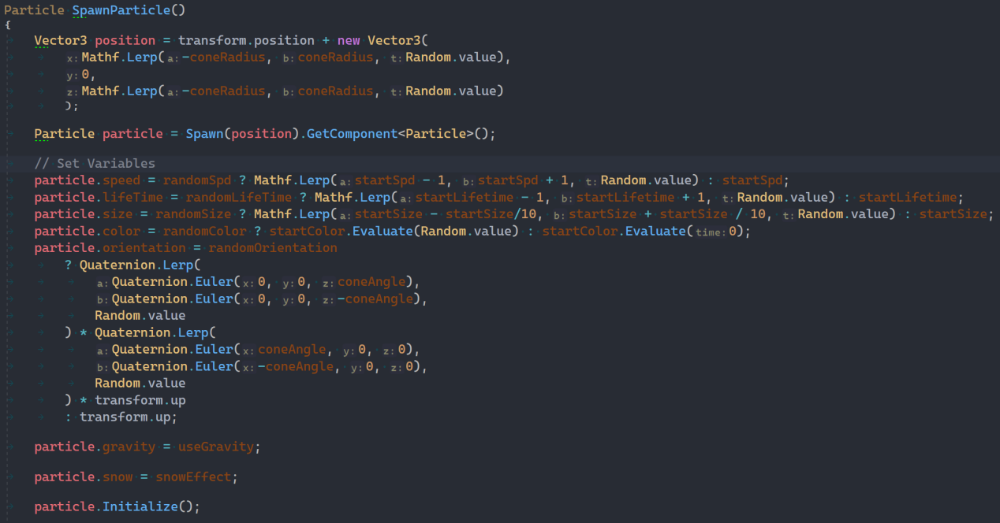 Particle SpawnParticle()
{
Vector3 position = transform.position + new Vector3(
x: Mathf.Lerp(a: -coneRadius, b: coneRadius, t: Random.value),
y: 0,
z: Mathf.Lerp(a: -coneRadius, b: coneRadius, t: Random.value)
);
Particle particle = Spawn(position).GetComponent<Particle>();
// Set Variables
particle.speed = randomSpd ? Mathf.Lerp(a: startSpd - 1, b: startSpd + 1, t: Random.value) : startSpd;
particle.lifeTime = randomLifeTime ? Mathf.Lerp(a: startLifetime - 1, b: startLifetime + 1, t: Random.value) : startLifetime;
particle.size = randomSize ? Mathf.Lerp(a: startSize - startSize/10, b: startSize + startSize / 10, t: Random.value) : startSize;
particle.color = randomColor ? startColor.Evaluate(Random.value) : startColor.Evaluate(time: 0);
particle.orientation = randomOrientation
? Quaternion.Lerp(
a: Quaternion.Euler(x: 0, y: 0, z: coneAngle),
b: Quaternion.Euler(x: 0, y: 0, z: -coneAngle),
Random.value
) * Quaternion.Lerp(
a: Quaternion.Euler(x: coneAngle, y: 0, z: 0),
b: Quaternion.Euler(x: -coneAngle, y: 0, z: 0),
Random.value
) * transform.up
: transform.up;
particle.gravity = useGravity;
particle.snow = snowEffect;
particle.Initialize();